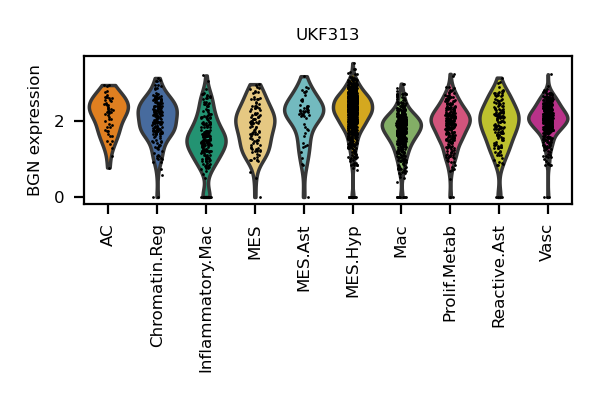 UKF313
BGN expression
2
0
AC
Chromatin.Reg
Inflammatory.Mac
MES
MES.Ast
MES.Hyp
Mac
Prolif.Metab
Reactive.Ast
Vasc